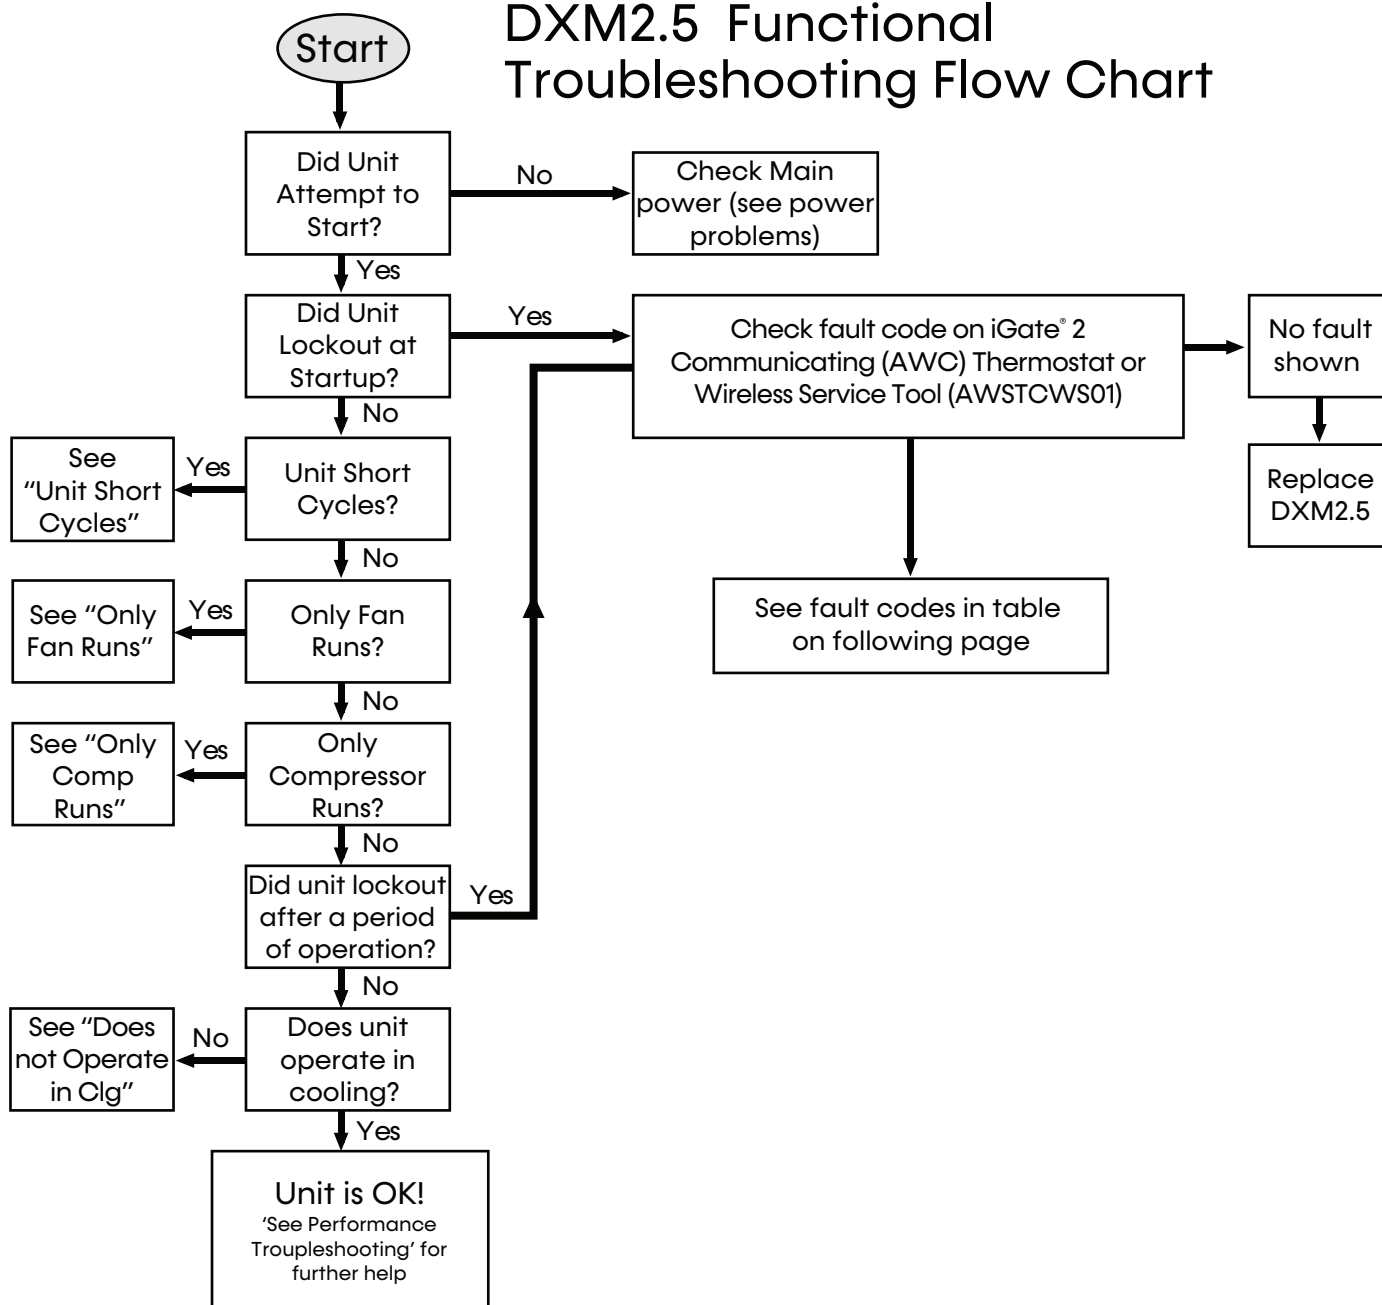 DXM2.5 Functional
Troubleshooting Flow Chart
Start
Did Unit
Attempt to
Start?
No
Check Main
power (see power
problems)
Yes
Did Unit
Lockout at
Startup?
Yes
Check fault code on iGate® 2
Communicating (AWC) Thermostat or
Wireless Service Tool (AWSTCWS01)
No fault
shown
Replace
DXM2.5
See fault codes in table
on following page
No
Unit Short
Cycles?
Yes
See
“Unit Short
Cycles”
No
Only Fan
Runs?
Yes
See “Only
Fan Runs”
No
Only
Compressor
Runs?
Yes
See “Only
Comp
Runs”
No
Did unit lockout
after a period
of operation?
Yes
No
Does unit
operate in
cooling?
No
See “Does
not Operate
in Clg”
Yes
Unit is OK!
‘See Performance
Troupleshooting’ for
further help